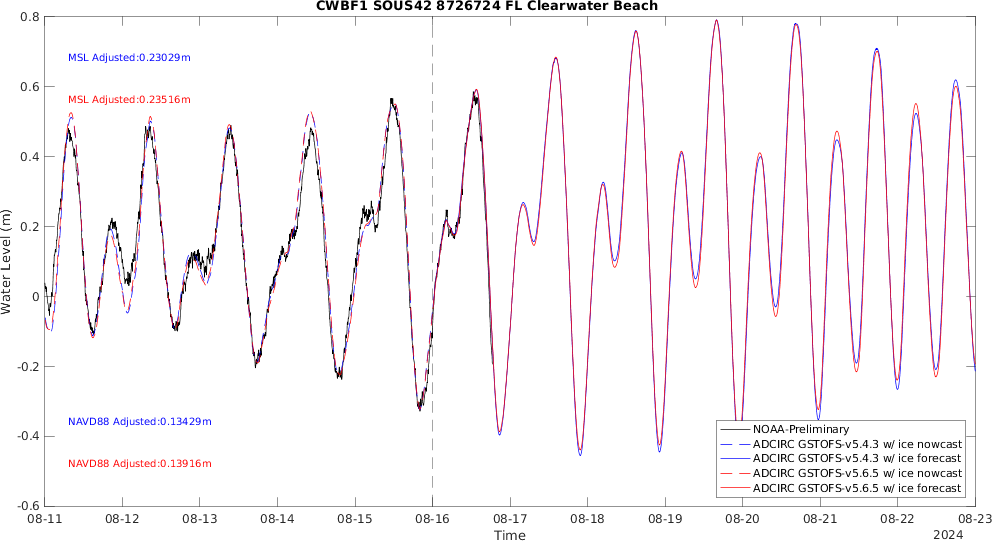 CWBF1 SOUS42 8726724 FL Clearwater Beach
0.8
MSL Adjusted:0.23029m
0.6
MSL Adjusted:0.23516m
0.4
0.2
0
-0.2
NAVD88 Adjusted:0.13429m
-0.4
NAVD88 Adjusted:0.13916m
-0.6
Water Level (m)
NOAA-Preliminary
ADCIRC GSTOFS-v5.4.3 w/ ice nowcast
ADCIRC GSTOFS-v5.4.3 w/ ice forecast
ADCIRC GSTOFS-v5.6.5 w/ ice nowcast
ADCIRC GSTOFS-v5.6.5 w/ ice forecast
08-11 08-12 08-13 08-14 08-15 08-16 08-17 08-18 08-19 08-20 08-21 08-22 08-23
Time
2024